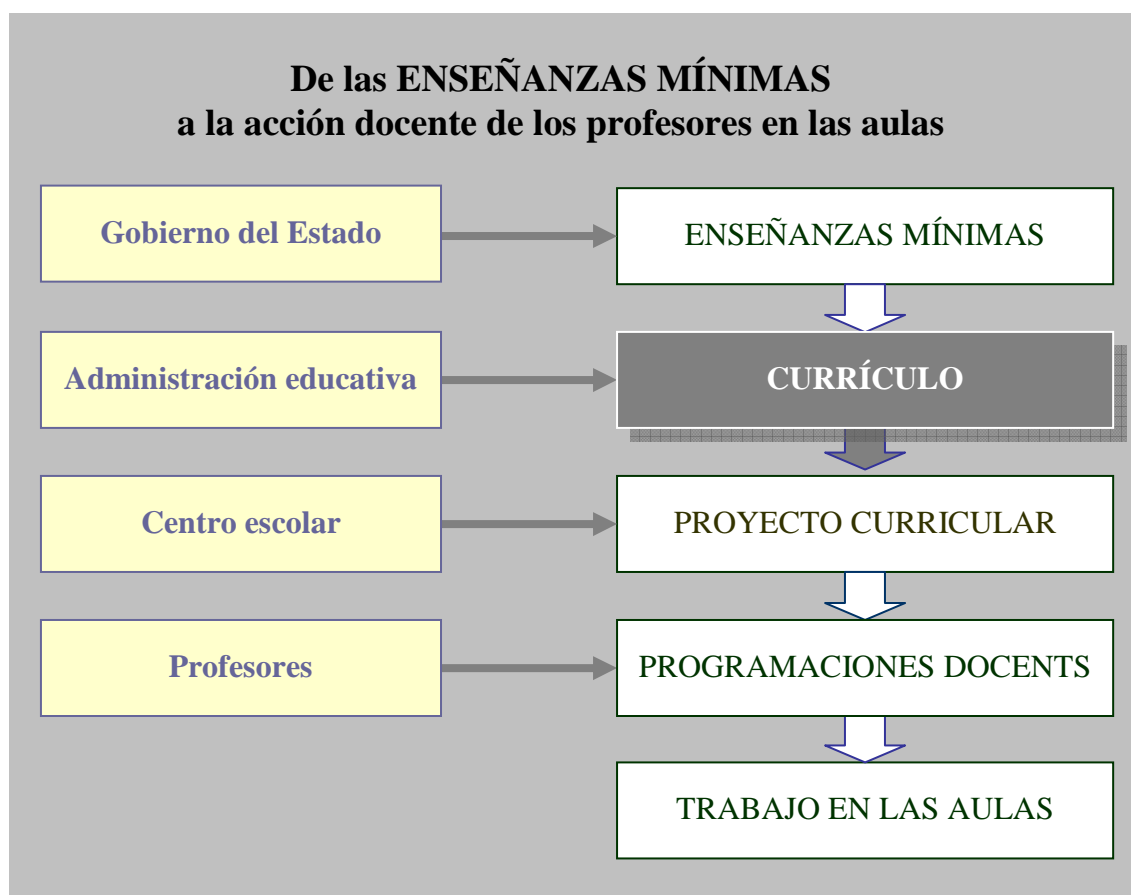 De las ENSEÑANZAS MÍNIMAS
a la acción docente de los profesores en las aulas
Gobierno del Estado
ENSEÑANZAS MÍNIMAS
Administración educativa
CURRÍCULO
Centro escolar
PROYECTO CURRICULAR
Profesores
PROGRAMACIONES DOCENTS
TRABAJO EN LAS AULAS